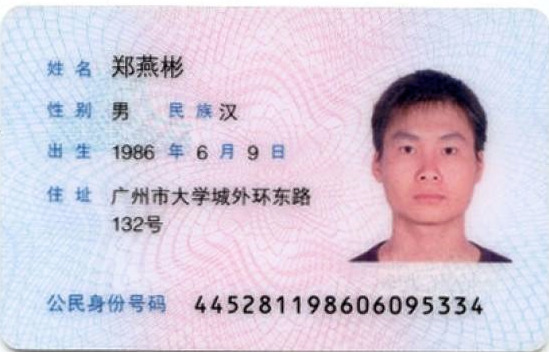 姓名 郑燕彬
性别 男 民族 汉
出生 1986 年 6 月 9 日
住址 广州市大学城外环东路
132号
公民身份号码 445281198606095334